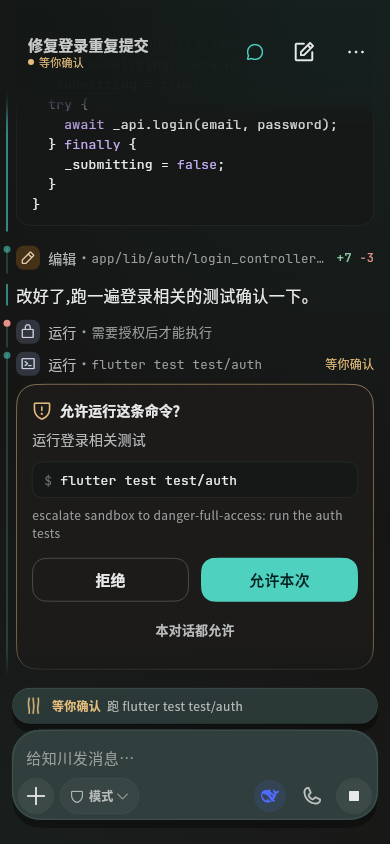 修复登录重复提交
等你确认
try {
await _api.login(email, password);
} finally {
_submitting = false;
}
}
编辑 · app/lib/auth/login_controller… +7 -3
改好了,跑一遍登录相关的测试确认一下。
运行 · 需要授权后才能执行
运行 · flutter test test/auth 等你确认
允许运行这条命令?
运行登录相关测试
$ flutter test test/auth
escalate sandbox to danger-full-access: run the auth
tests
拒绝 允许本次
本对话都允许
等你确认 跑 flutter test test/auth
给知川发消息…
模式